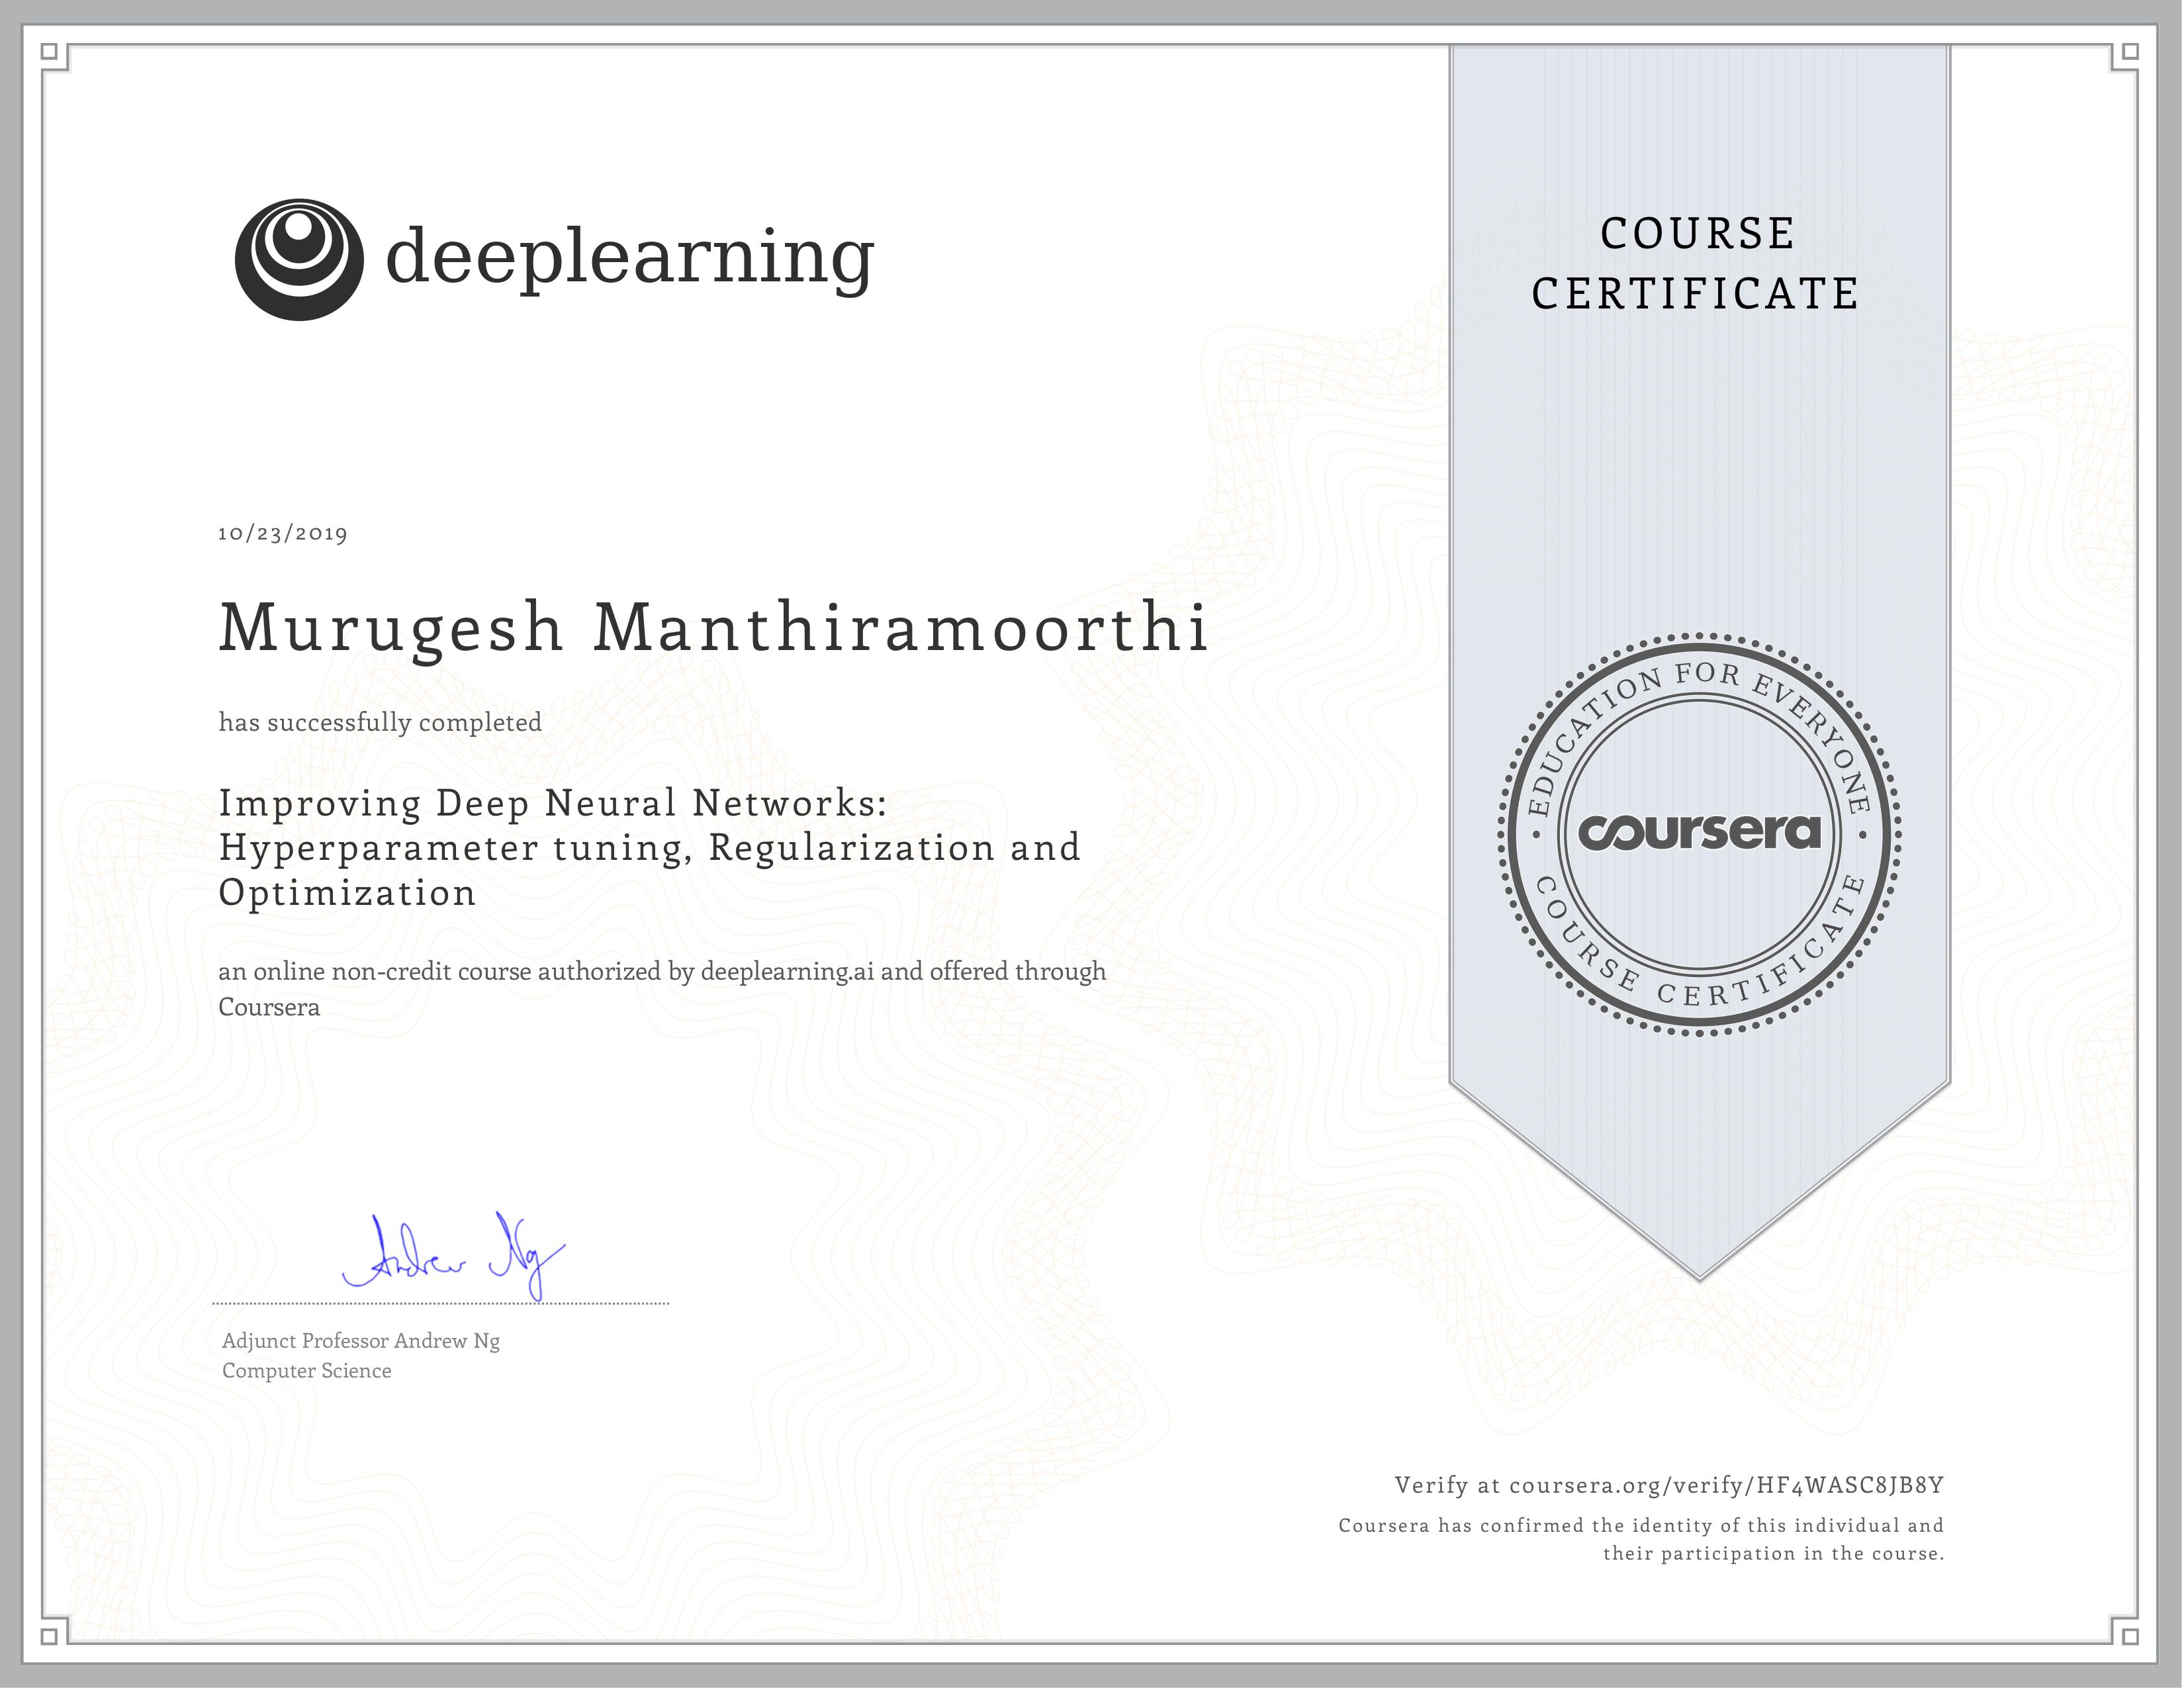 deeplearning
COURSE
CERTIFICATE
10/23/2019
Murugesh Manthiramoorthi
has successfully completed
Improving Deep Neural Networks:
Hyperparameter tuning, Regularization and
Optimization
an online non-credit course authorized by deeplearning.ai and offered through
Coursera
EDUCATION FOR EVERYONE
coursera
COURSE CERTIFICATE
Andrew Ng
Adjunct Professor Andrew Ng
Computer Science
Verify at coursera.org/verify/HF4WASC8JB8Y
Coursera has confirmed the identity of this individual and
their participation in the course.